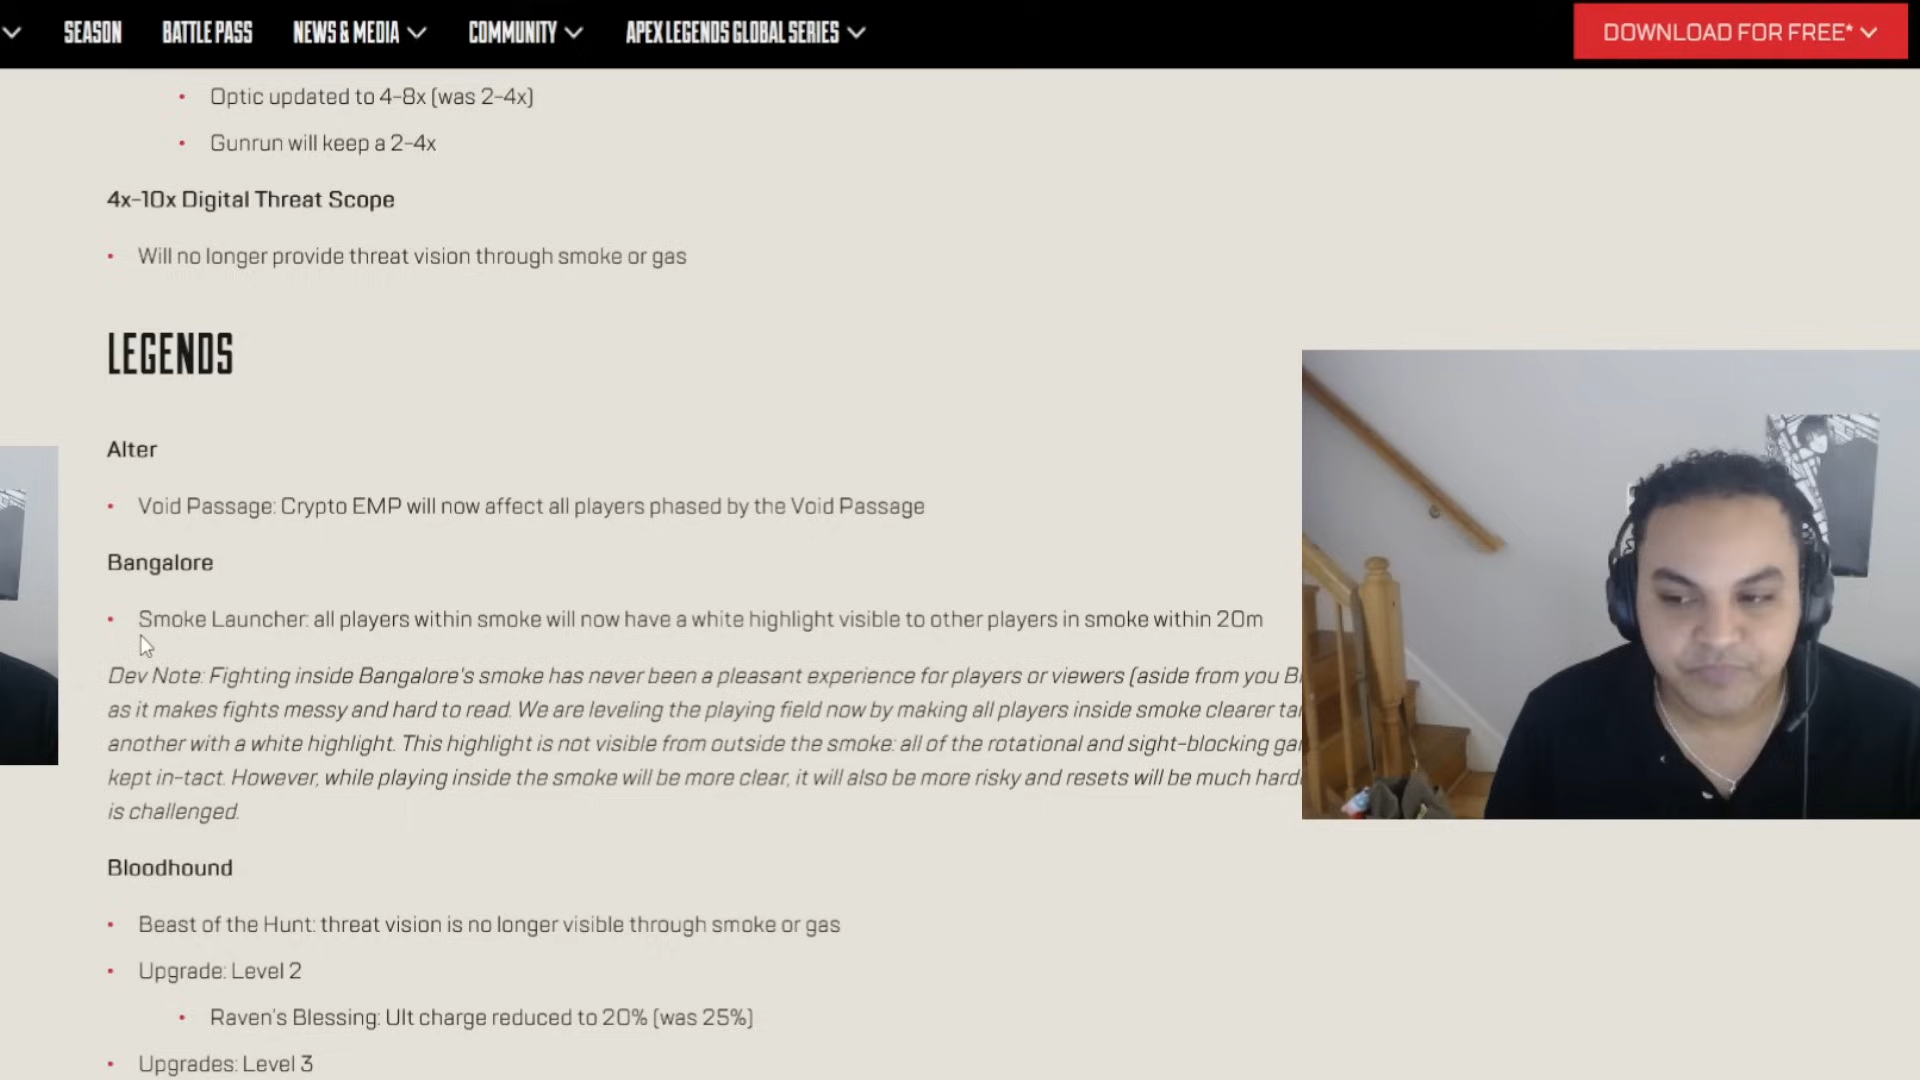 SEASON BATTLE PASS NEWS & MEDIA COMMUNITY APEX LEGENDS GLOBAL SERIES DOWNLOAD FOR FREE*
• Optic updated to 4-8x (was 2-4x)
• Gunrun will keep a 2-4x
4x-10x Digital Threat Scope
• Will no longer provide threat vision through smoke or gas
LEGENDS
Alter
• Void Passage: Crypto EMP will now affect all players phased by the Void Passage
Bangalore
• Smoke Launcher: all players within smoke will now have a white highlight visible to other players in smoke within 20m
Dev Note: Fighting inside Bangalore's smoke has never been a pleasant experience for players or viewers (aside from you
as it makes fights messy and hard to read. We are leveling the playing field now by making all players inside smoke clearer
another with a white highlight. This highlight is not visible from outside the smoke: all of the rotational and sight-blocking
kept in-tact. However, while playing inside the smoke will be more clear, it will also be more risky and resets will be much
is challenged.
Bloodhound
• Beast of the Hunt: threat vision is no longer visible through smoke or gas
• Upgrade: Level 2
• Raven's Blessing: Ult charge reduced to 20% (was 25%)
• Upgrades: Level 3